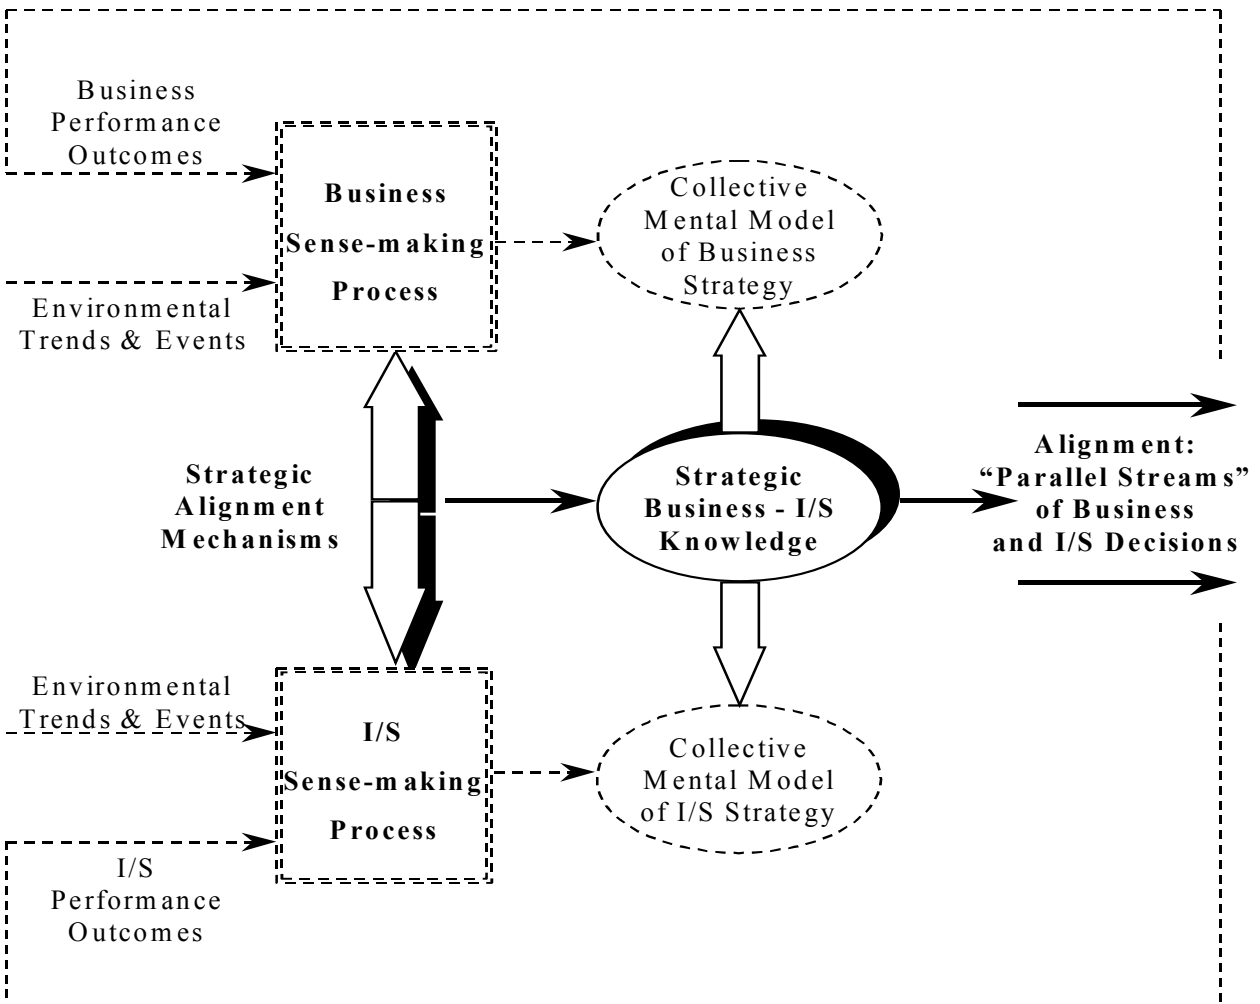 Business
Performance
Outcomes
Business
Sense-making
Process
Environmental
Trends & Events
Collective
Mental Model
of Business
Strategy
Strategic
Alignment
Mechanisms
Strategic
Business - I/S
Knowledge
Alignment:
“Parallel Streams”
of Business
and I/S Decisions
Environmental
Trends & Events
I/S
Sense-making
Process
I/S
Performance
Outcomes
Collective
Mental Model
of I/S Strategy